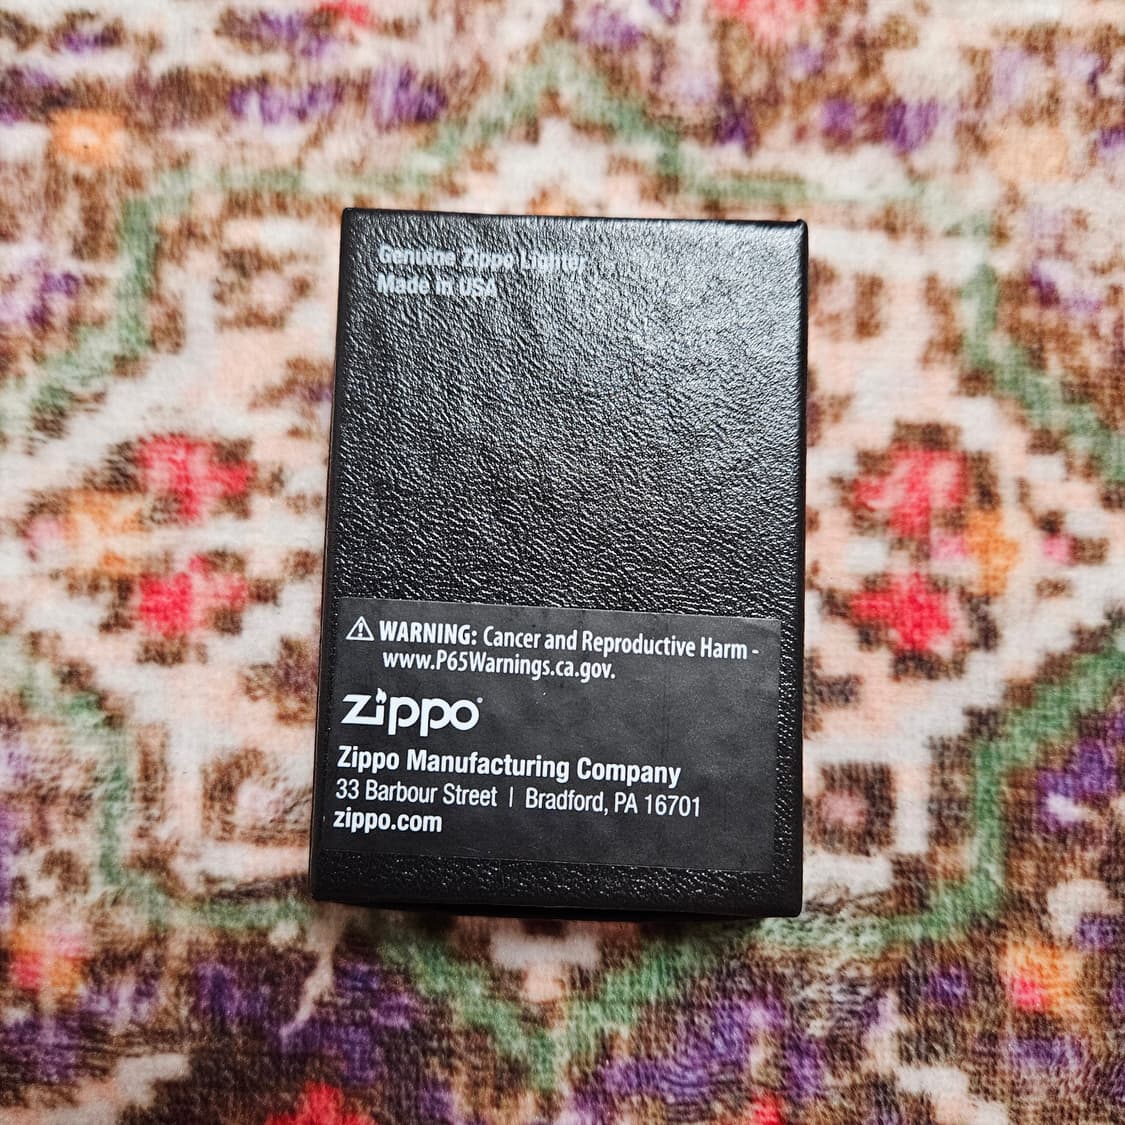 Genuine Zippo Lighter
Made in USA
WARNING: Cancer and Reproductive Harm -
www.P65Warnings.ca.gov.
zippo
Zippo Manufacturing Company
33 Barbour Street | Bradford, PA 16701
zippo.com